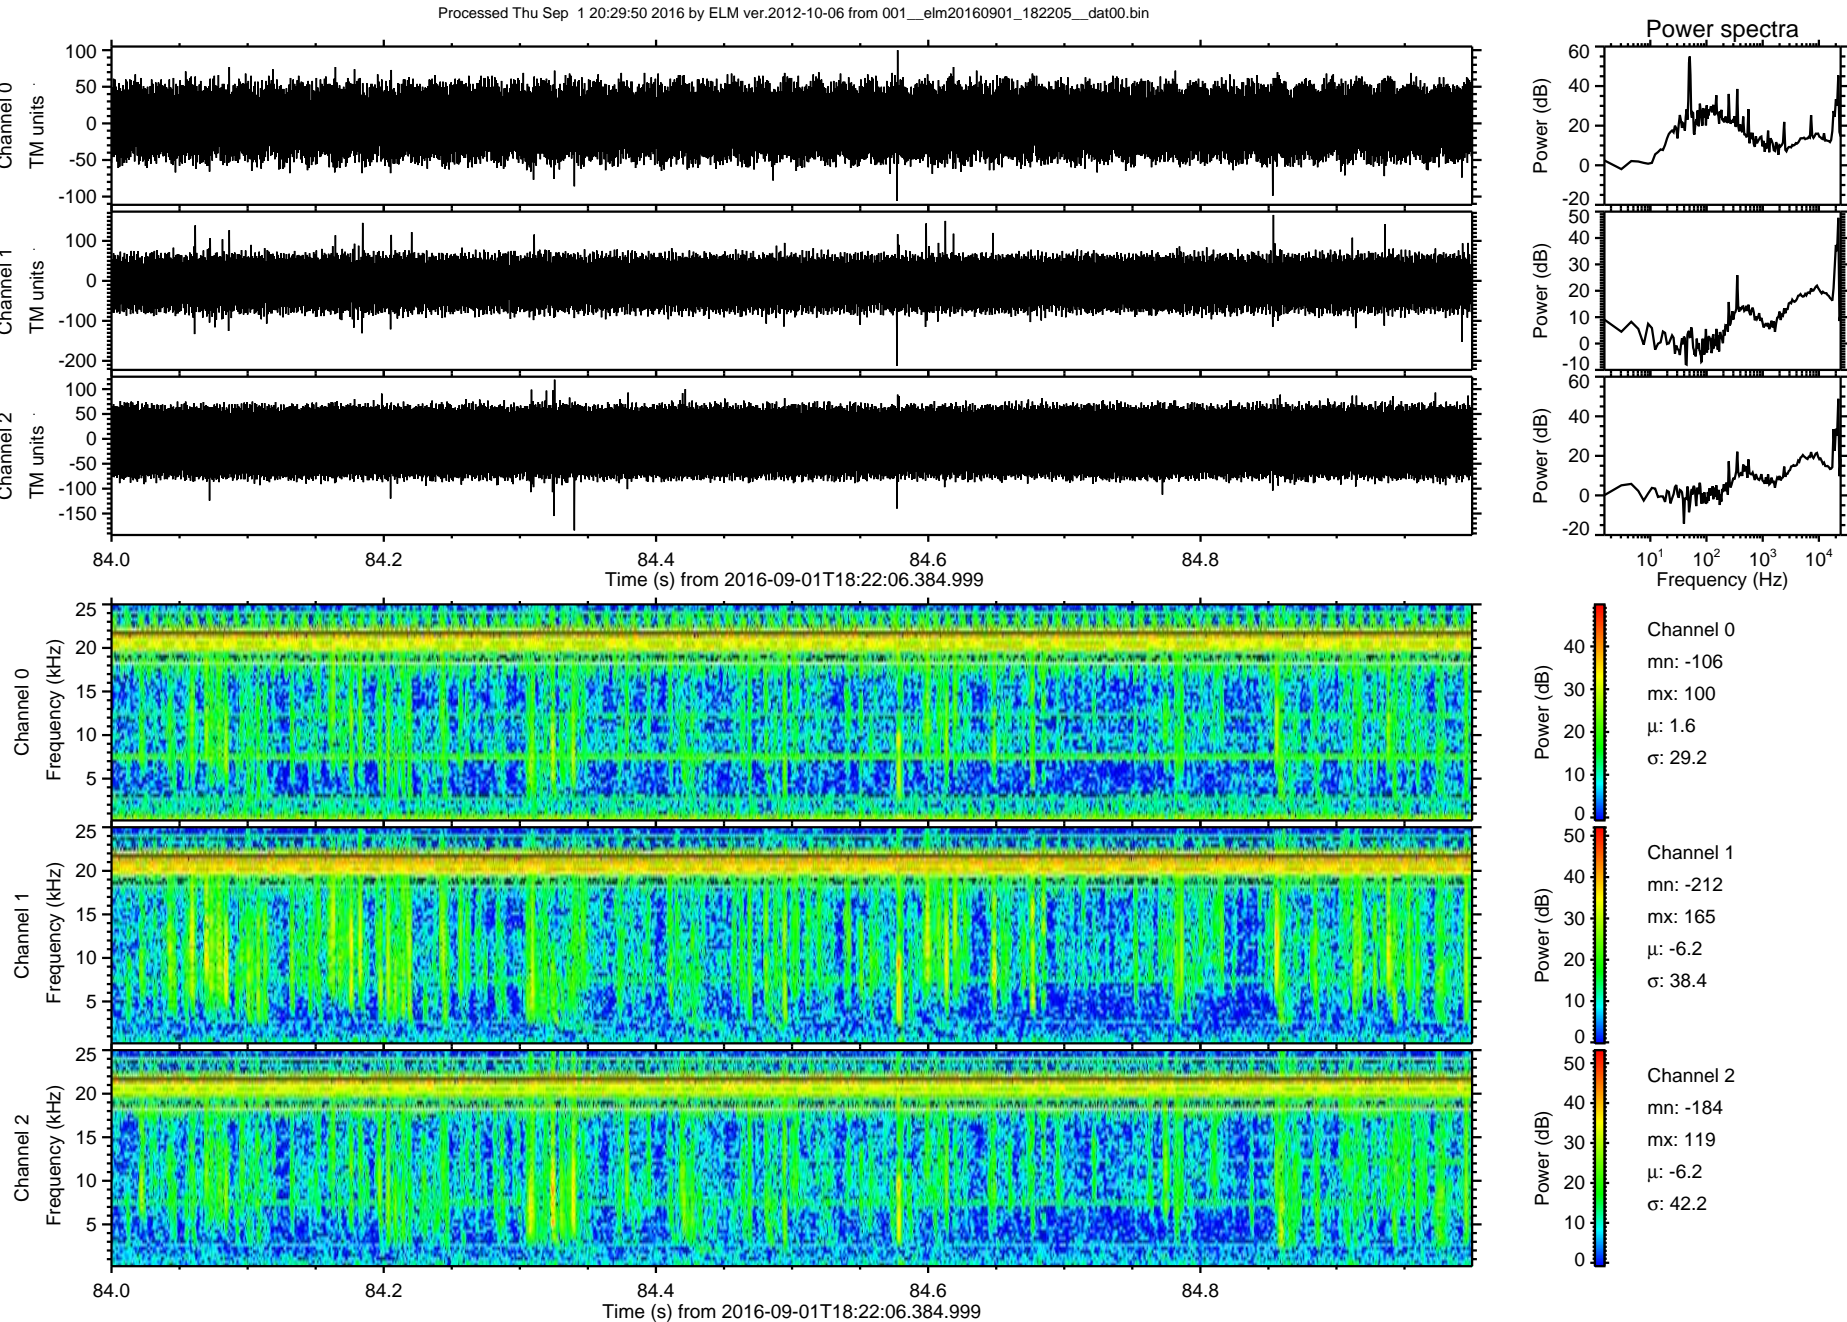 Processed Thu Sep 1 20:29:50 2016 by ELM ver.2012-10-06 from 001__elm20160901_182205__dat00.bin
Power spectra
Channel 0
TM units
100
50
0
-50
-100
Power (dB)
60
40
20
0
-20
Channel 1
TM units
100
0
-100
-200
Power (dB)
50
40
30
20
10
0
-10
Channel 2
TM units
100
50
0
-50
-100
-150
Power (dB)
60
40
20
0
-20
84.0 84.2 84.4 84.6 84.8
Time (s) from 2016-09-01T18:22:06.384.999
10^1 10^2 10^3 10^4
Frequency (Hz)
Channel 0
Frequency (kHz)
25
20
15
10
5
Power (dB)
40
30
20
10
0
Channel 0
mn: -106
mx: 100
μ: 1.6
σ: 29.2
Channel 1
Frequency (kHz)
25
20
15
10
5
Power (dB)
50
40
30
20
10
0
Channel 1
mn: -212
mx: 165
μ: -6.2
σ: 38.4
Channel 2
Frequency (kHz)
25
20
15
10
5
Power (dB)
50
40
30
20
10
0
Channel 2
mn: -184
mx: 119
μ: -6.2
σ: 42.2
84.0 84.2 84.4 84.6 84.8
Time (s) from 2016-09-01T18:22:06.384.999